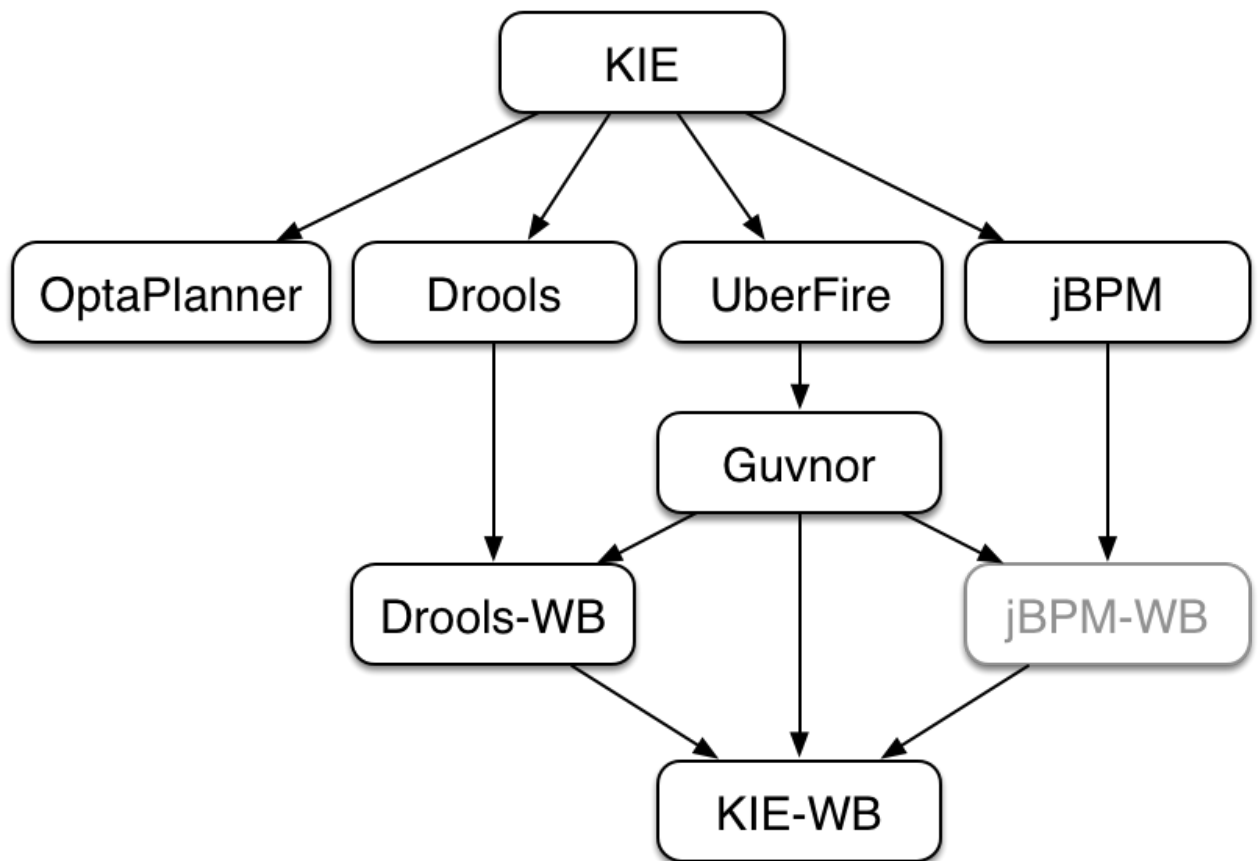 KIE
OptaPlanner
Drools
UberFire
jBPM
Guvnor
Drools-WB
jBPM-WB
KIE-WB